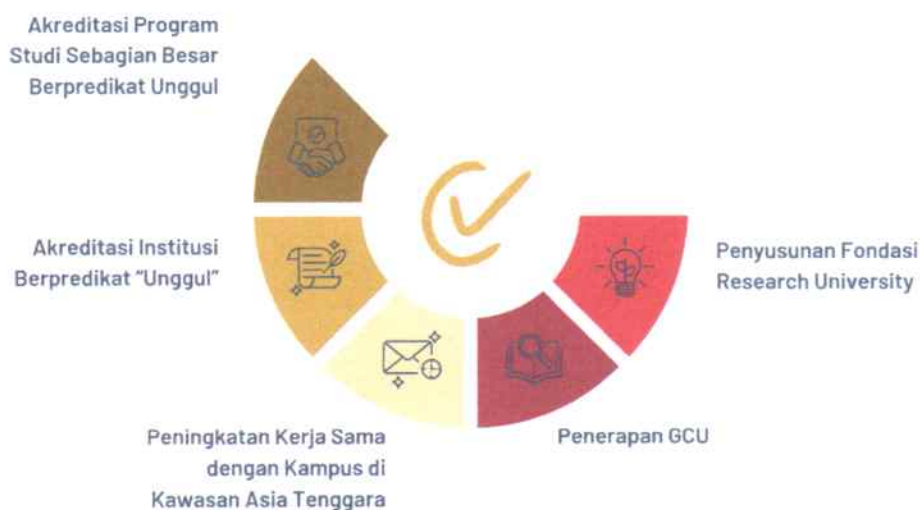 Akreditasi Program
Studi Sebagian Besar
Berpredikat Unggul
Akreditasi Institusi
Berpredikat "Unggul"
Peningkatan Kerja Sama
dengan Kampus di
Kawasan Asia Tenggara
Penerapan GCU
Penyusunan Fondasi
Research University